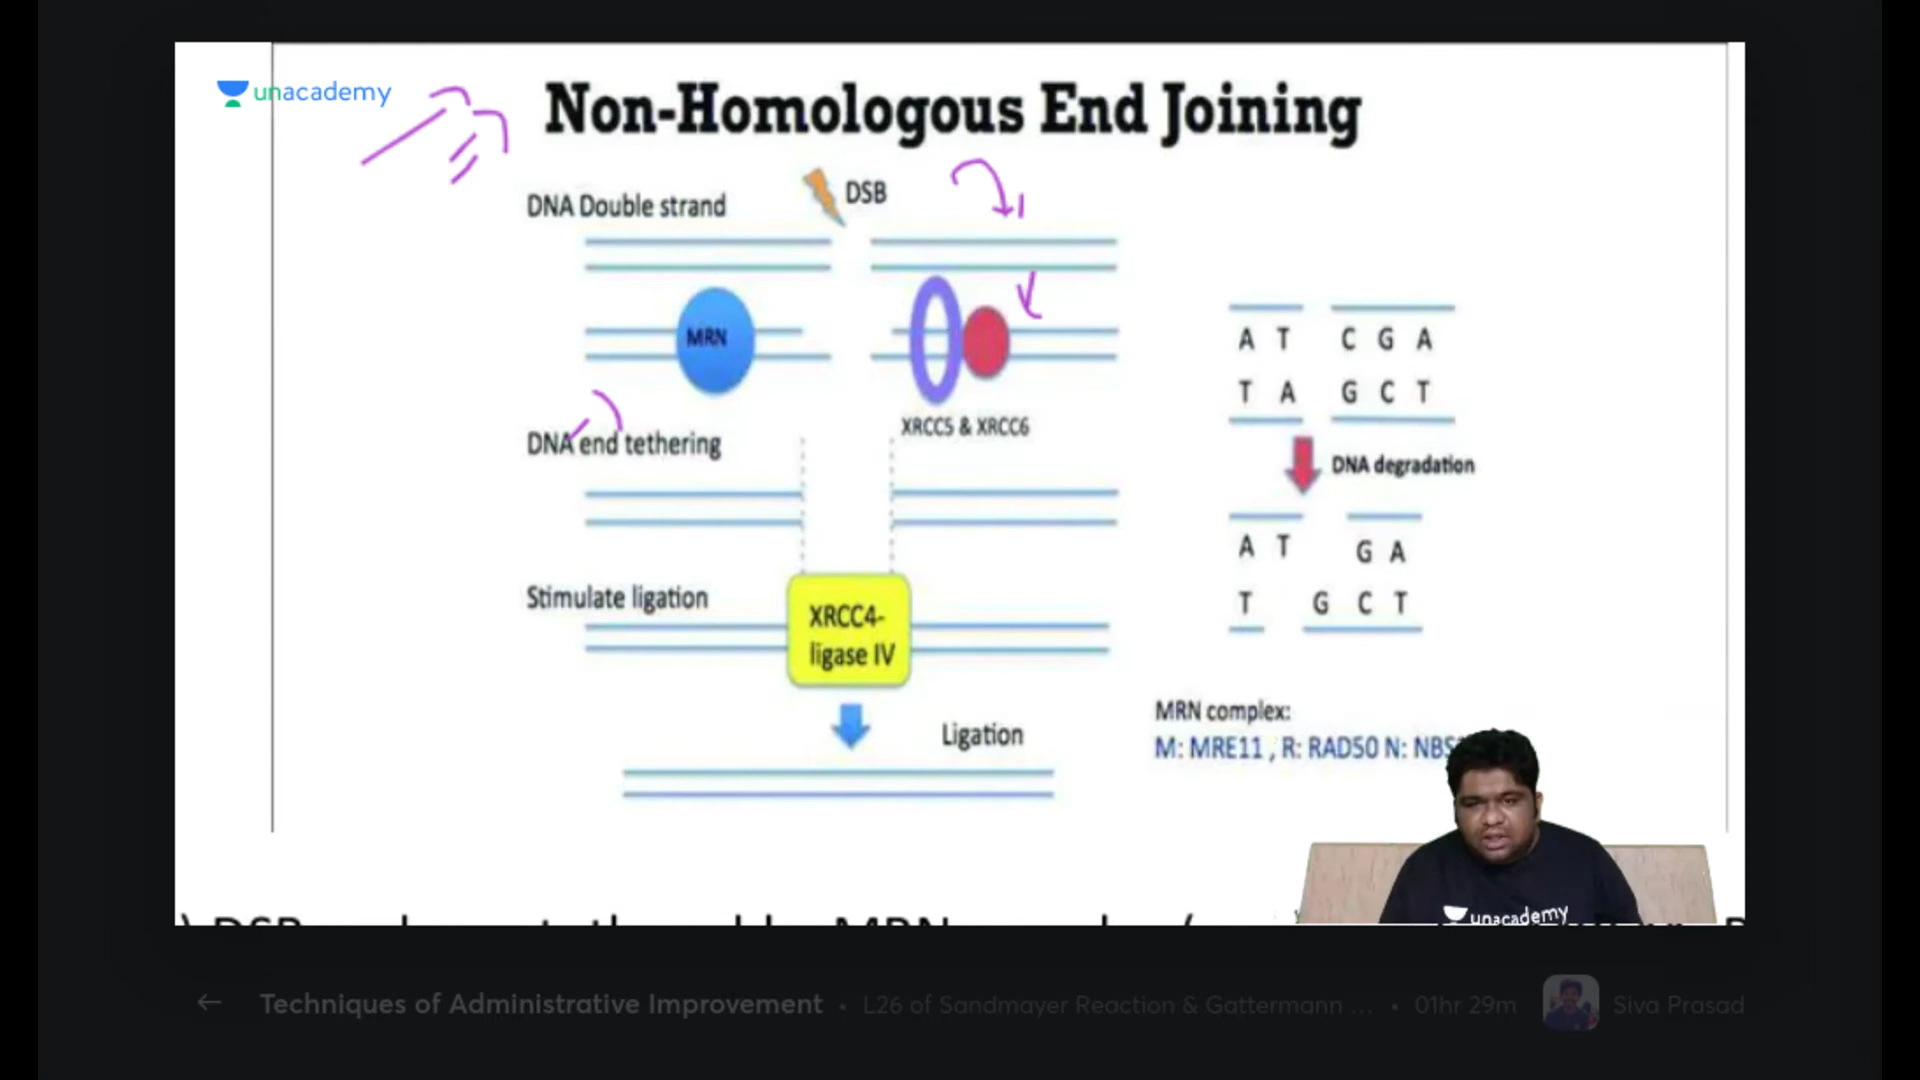 unacademy
Non-Homologous End Joining
DSB
DNA Double strand
MRN
XRCC5 & XRCC6
DNA end tethering
A T C G A
T A G C T
DNA degradation
A T G A
T G C T
Stimulate ligation
XRCC4-
ligase IV
Ligation
MRN complex:
M: MRE11 , R: RAD50 N:
unacademy
Techniques of Administrative Improvement • L26 of Sandmayer Reaction & Gattermann ... • 01hr 29m
Siva Prasad